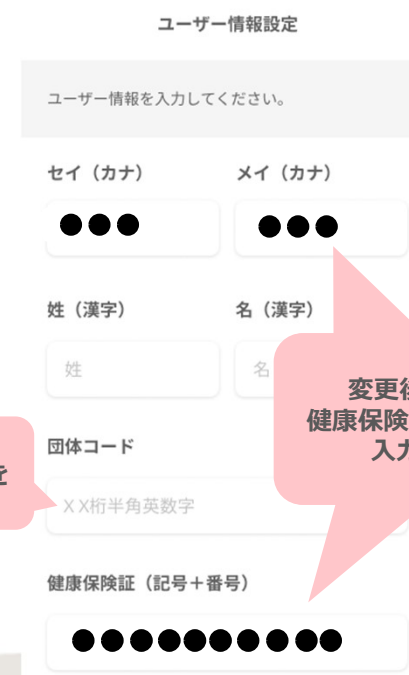 ユーザー情報設定
ユーザー情報を入力してください。
セイ（カナ） メイ（カナ）
●●● ●●●
姓（漢字） 名（漢字）
姓 名
変更後
健康保険
入力
団体コード
を
ＸＸ桁半角英数字
健康保険証（記号＋番号）
●●●●●●●●●●